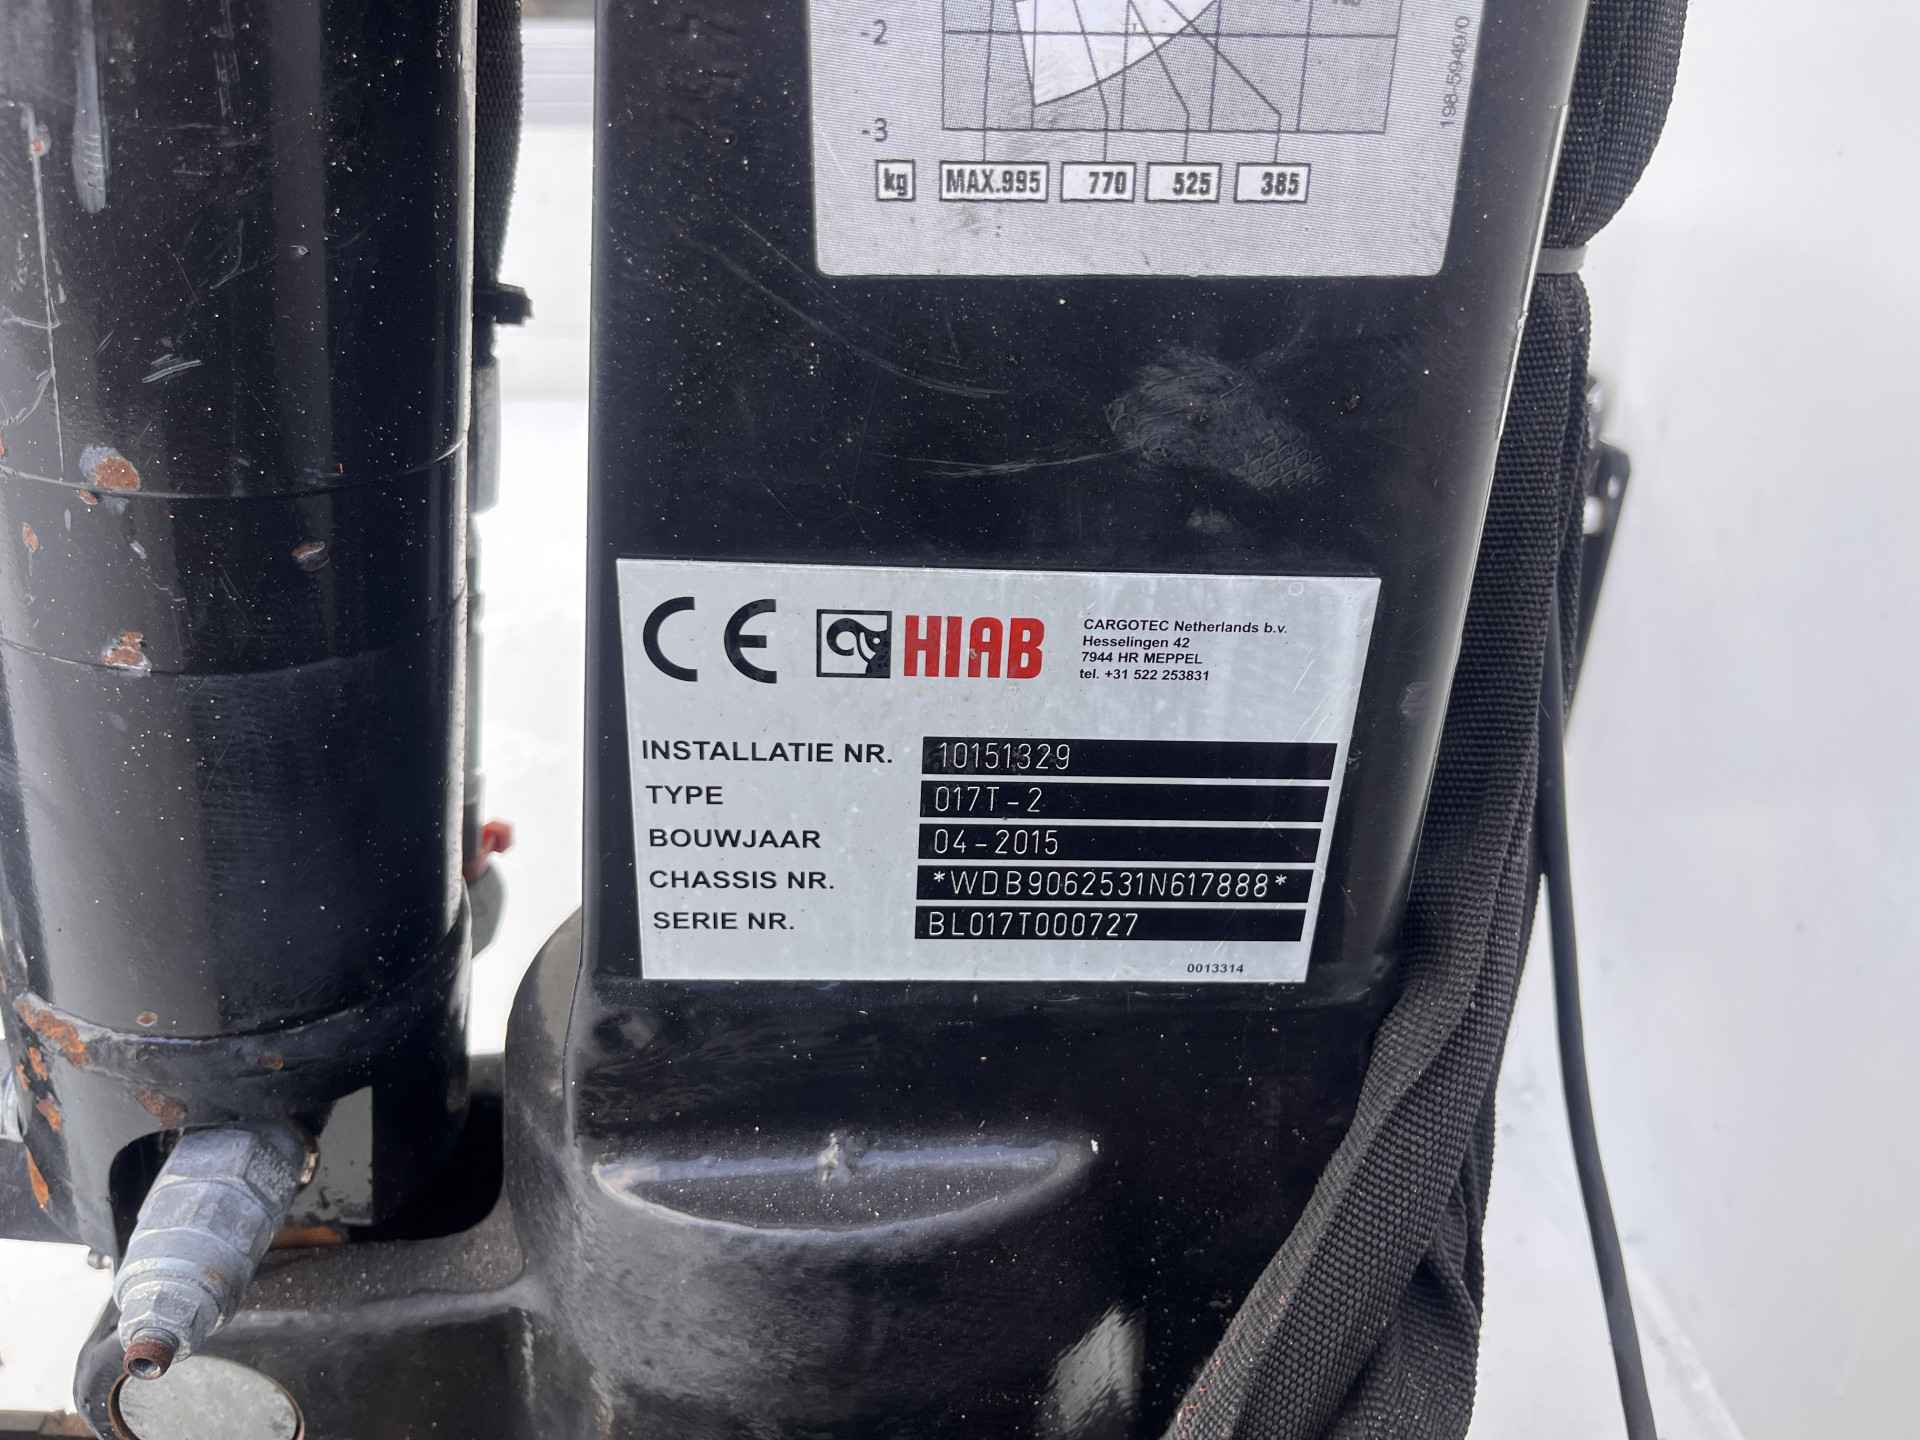 -2
-3
198-5949/0
kg MAX.995 770 525 385
CE HIAB
CARGOTEC Netherlands b.v.
Hesselingen 42
7944 HR MEPPEL
tel. +31 522 253831
INSTALLATIE NR. 10151329
TYPE 017T-2
BOUWJAAR 04-2015
CHASSIS NR. *WDB9062531N617888*
SERIE NR. BL017T000727
0013314